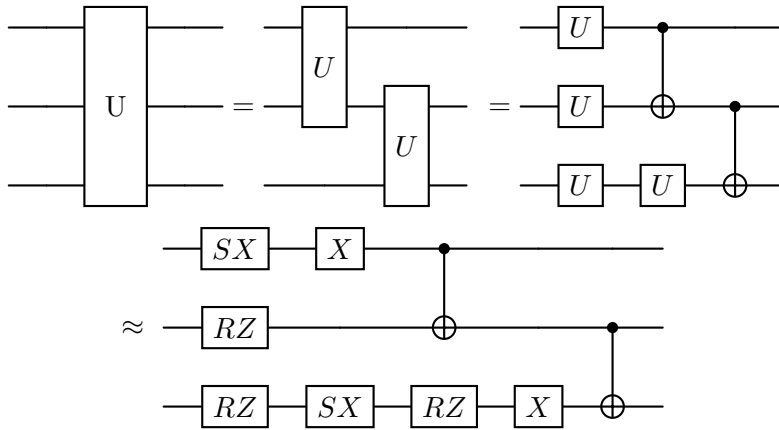 U = U U = U U U U
≈ SX X
RZ
RZ SX RZ X